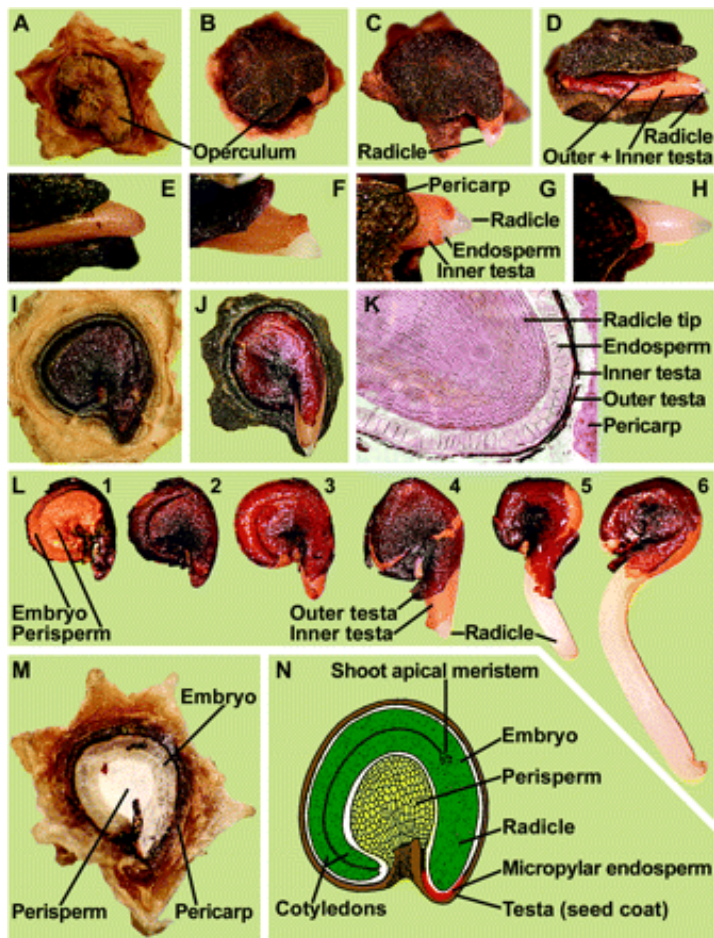 A
B
C
D
Operculum
Radicle
Radicle
Outer + Inner testa
E
F
G
H
Pericarp
Radicle
Endosperm
Inner testa
I
J
K
Radicle tip
Endosperm
Inner testa
Outer testa
Pericarp
L
1
2
3
4
5
6
Embryo
Perisperm
Outer testa
Inner testa
Radicle
M
Embryo
Perisperm
Pericarp
N
Shoot apical meristem
Embryo
Perisperm
Radicle
Micropylar endosperm
Cotyledons
Testa (seed coat)